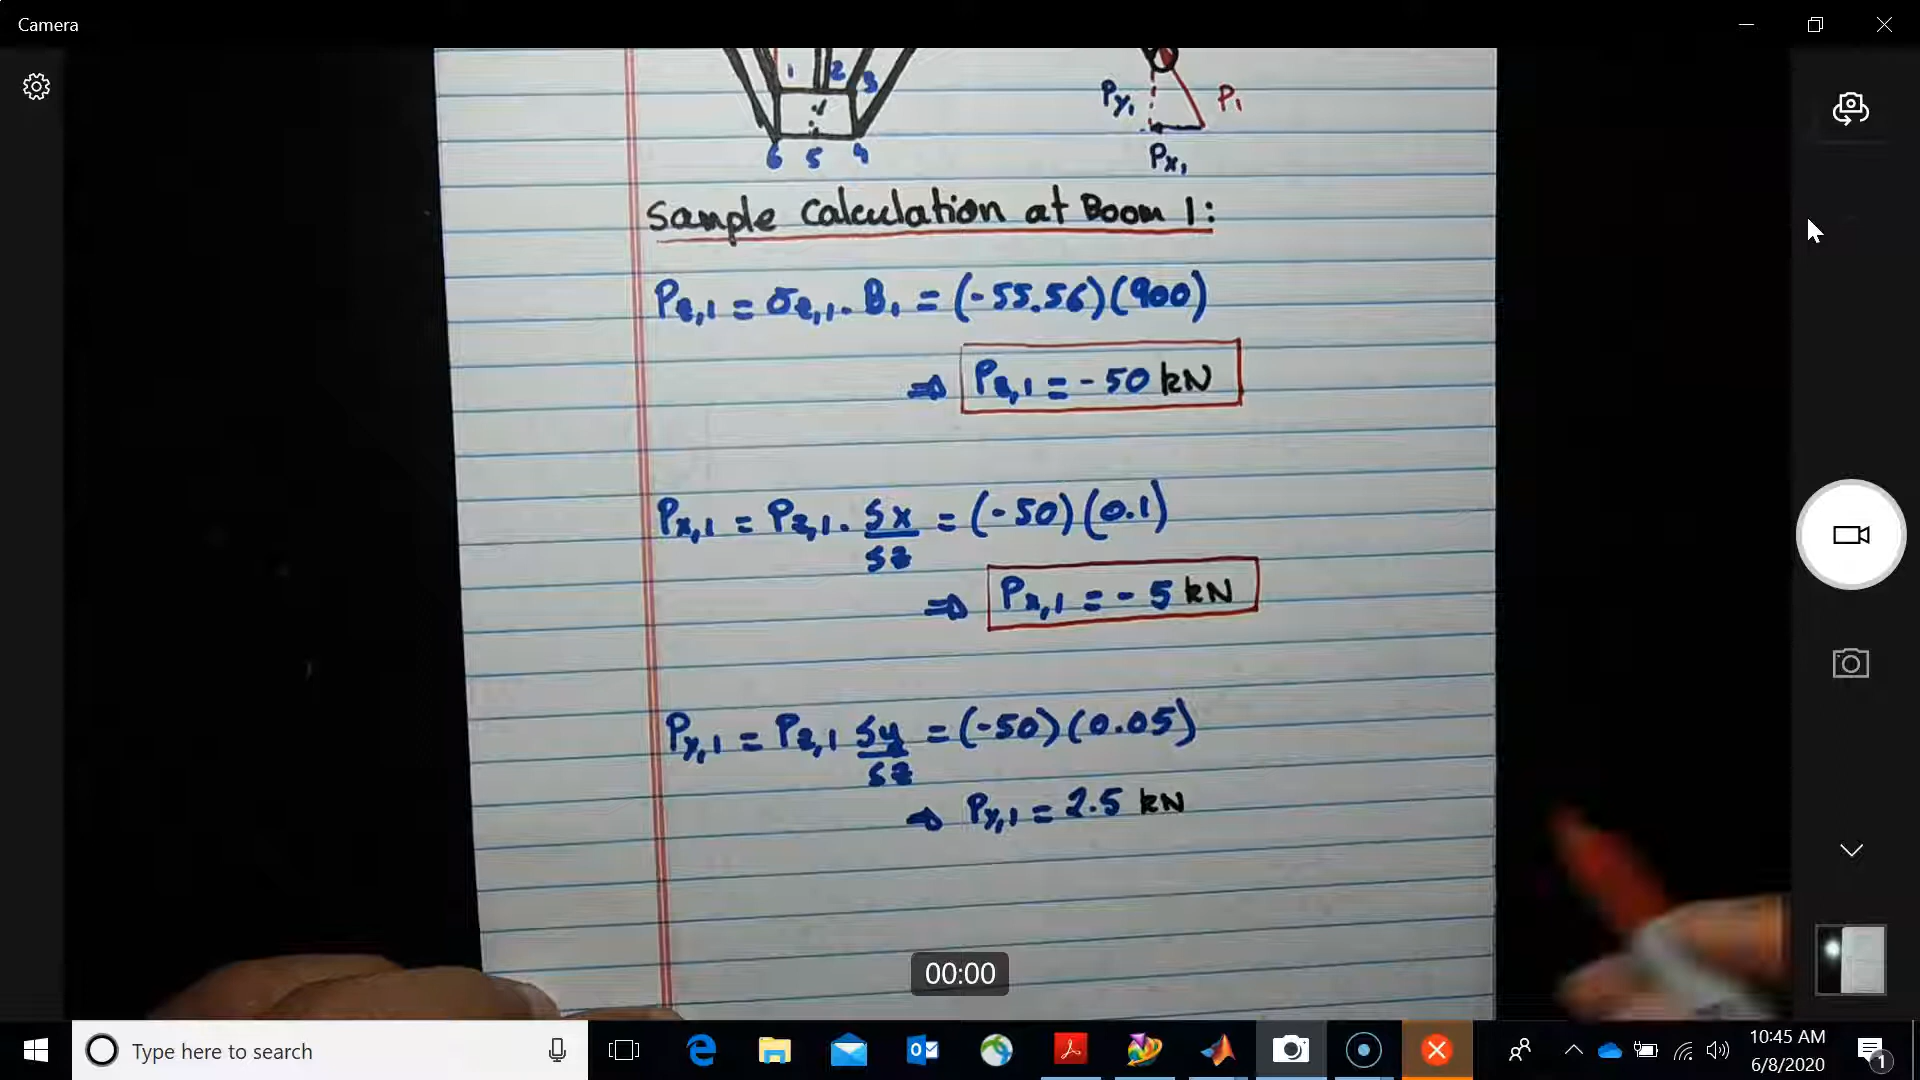 Camera
1 2 3
6 5 4
Py₁ P₁
Px₁
Sample Calculation at Boom 1:
Pz,1 = σz,1 . B₁ = (-55.56)(900)
⇒ Pz,1 = - 50 kN
Px,1 = Pz,1 . δx/δz = (-50)(0.1)
⇒ Px,1 = - 5 kN
Py,1 = Pz,1 δy/δz = (-50)(0.05)
⇒ Py,1 = 2.5 kN
00:00
Type here to search
10:45 AM
6/8/2020
1